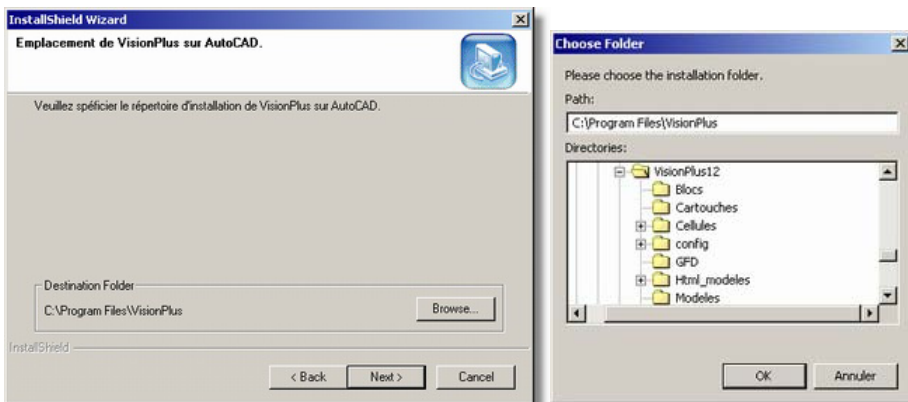 InstallShield Wizard
Emplacement de VisionPlus sur AutoCAD.
Veuillez spéficier le répertoire d'installation de VisionPlus sur AutoCAD.
Destination Folder
C:\Program Files\VisionPlus
Browse...
InstallShield
< Back
Next >
Cancel
Choose Folder
Please choose the installation folder.
Path:
C:\Program Files\VisionPlus
Directories:
VisionPlus12
Blocs
Cartouches
Cellules
config
GFD
Html_modeles
Modeles
OK
Annuler